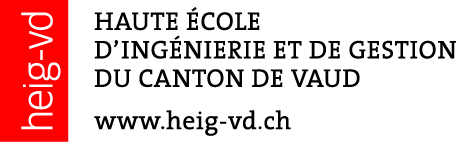 heig-vd
HAUTE ÉCOLE
D'INGÉNIERIE ET DE GESTION
DU CANTON DE VAUD
www.heig-vd.ch